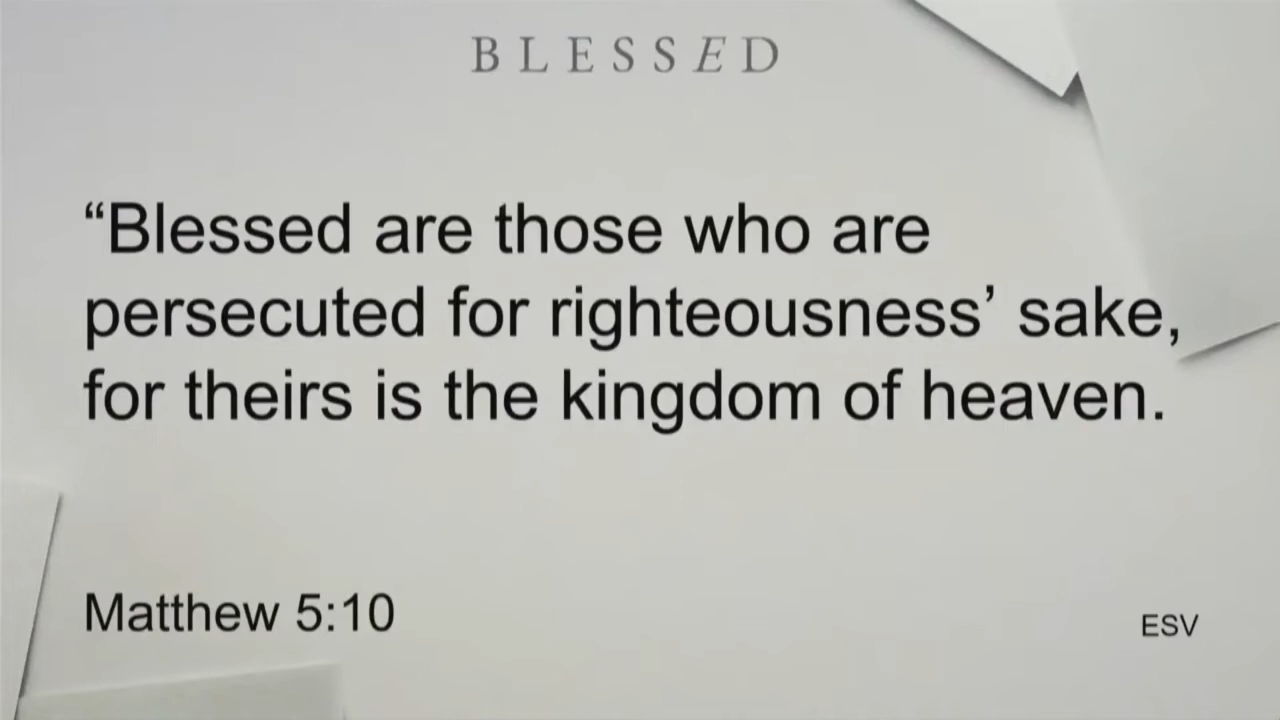 BLESSED
“Blessed are those who are
persecuted for righteousness’ sake,
for theirs is the kingdom of heaven.
Matthew 5:10
ESV